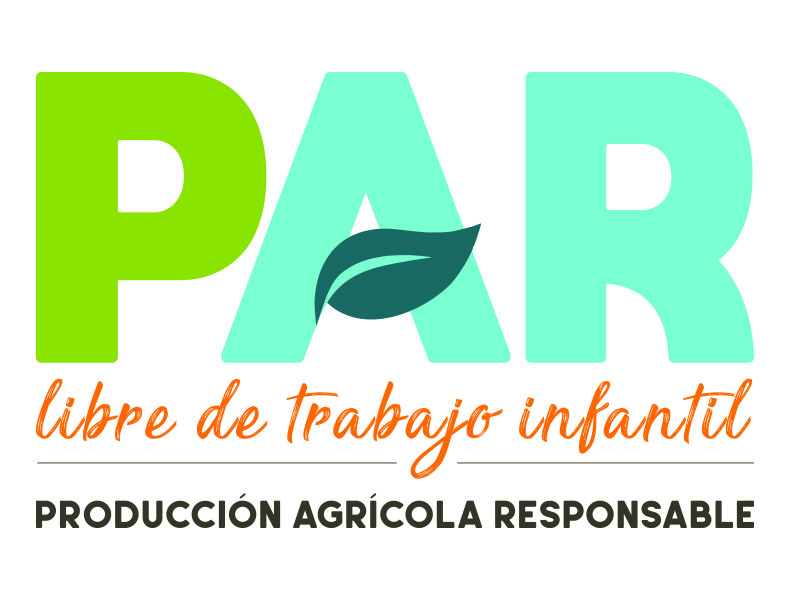 PAR
libre de trabajo infantil
PRODUCCIÓN AGRÍCOLA RESPONSABLE